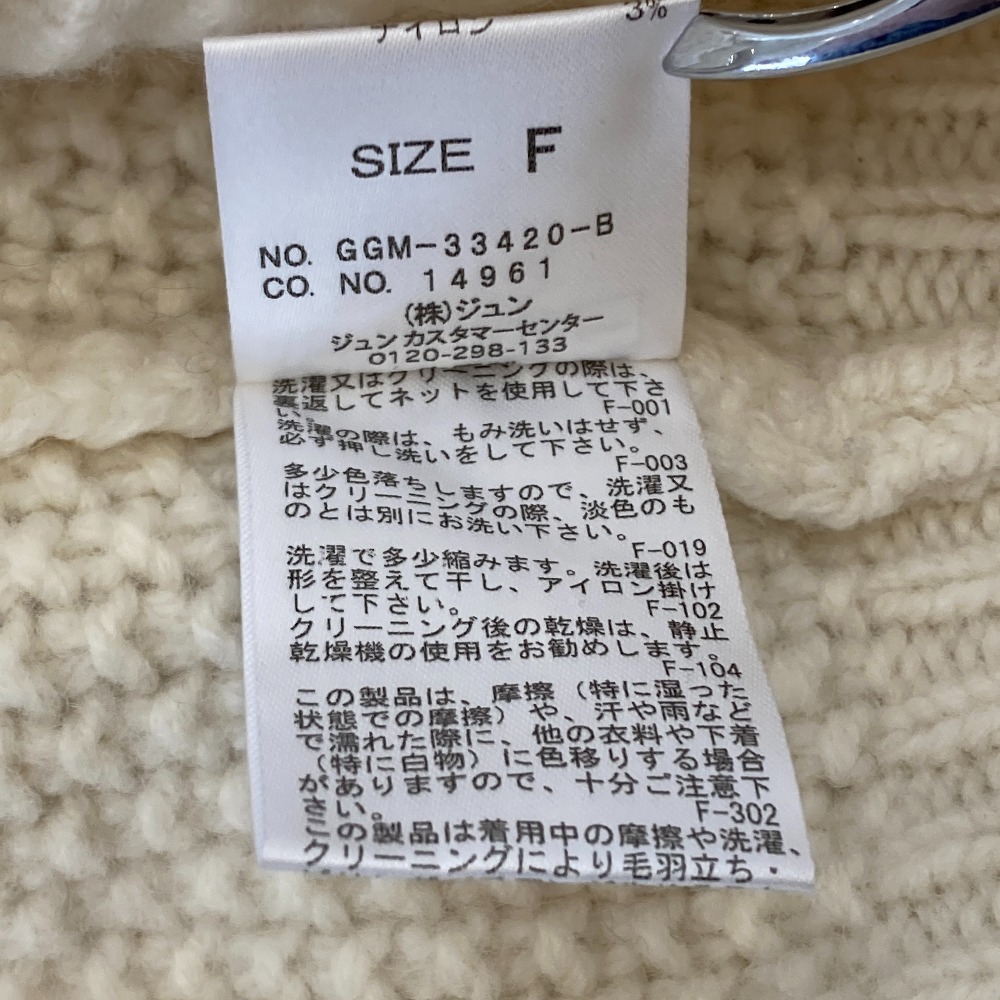 ナイロン 3%
SIZE F
NO. GGM-33420-B
CO. NO. 14961
(株)ジュン
ジュン カスタマーセンター
0120-298-133
洗濯又はクリーニングの際は、
裏返してネットを使用して下さ
い。 F-001
洗濯の際は、もみ洗いはせず、
必ず押し洗いをして下さい。
F-003
多少色落ちしますので、洗濯又
はクリーニングの際、淡色のも
のとは別にお洗い下さい。
F-019
洗濯で多少縮みます。洗濯後は
形を整えて干し、アイロン掛け
して下さい。 F-102
クリーニング後の乾燥は、静止
乾燥機の使用をお勧めします。
F-104
この製品は、摩擦（特に湿った
状態での摩擦）や、汗や雨など
で濡れた際に、他の衣料や下着
（特に白物）に色移りする場合
がありますので、十分ご注意下
さい。 F-302
この製品は着用中の摩擦や洗濯、
クリーニングにより毛羽立ち・